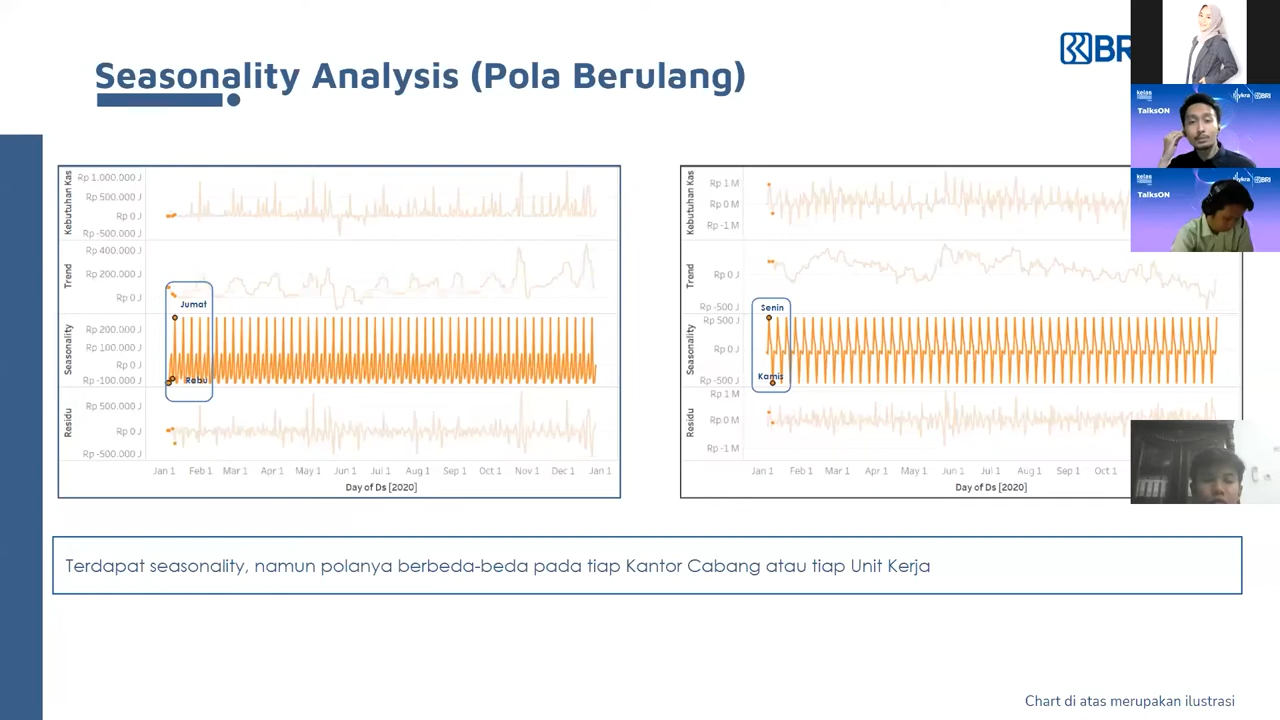 Seasonality Analysis (Pola Berulang)
BRI
kelas
TalksON
Mykra BRI
kelas
TalksON
Mykra BRI
Kebutuhan Kas
Rp 1.000.000 J
Rp 500.000 J
Rp 0 J
Rp -500.000 J
Trend
Rp 400.000 J
Rp 200.000 J
Rp 0 J
Jumat
Seasonality
Rp 200.000 J
Rp 100.000 J
Rp 0 J
Rp -100.000 J
Rabu
Residu
Rp 500.000 J
Rp 0 J
Rp -500.000 J
Jan 1 Feb 1 Mar 1 Apr 1 May 1 Jun 1 Jul 1 Aug 1 Sep 1 Oct 1 Nov 1 Dec 1 Jan 1
Day of Ds [2020]
Kebutuhan Kas
Rp 1 M
Rp 0 M
Rp -1 M
Trend
Rp 0 J
Rp -500 J
Senin
Seasonality
Rp 500 J
Rp 0 J
Rp -500 J
Kamis
Residu
Rp 1 M
Rp 0 M
Rp -1 M
Jan 1 Feb 1 Mar 1 Apr 1 May 1 Jun 1 Jul 1 Aug 1 Sep 1 Oct 1
Day of Ds [2020]
Terdapat seasonality, namun polanya berbeda-beda pada tiap Kantor Cabang atau tiap Unit Kerja
Chart di atas merupakan ilustrasi